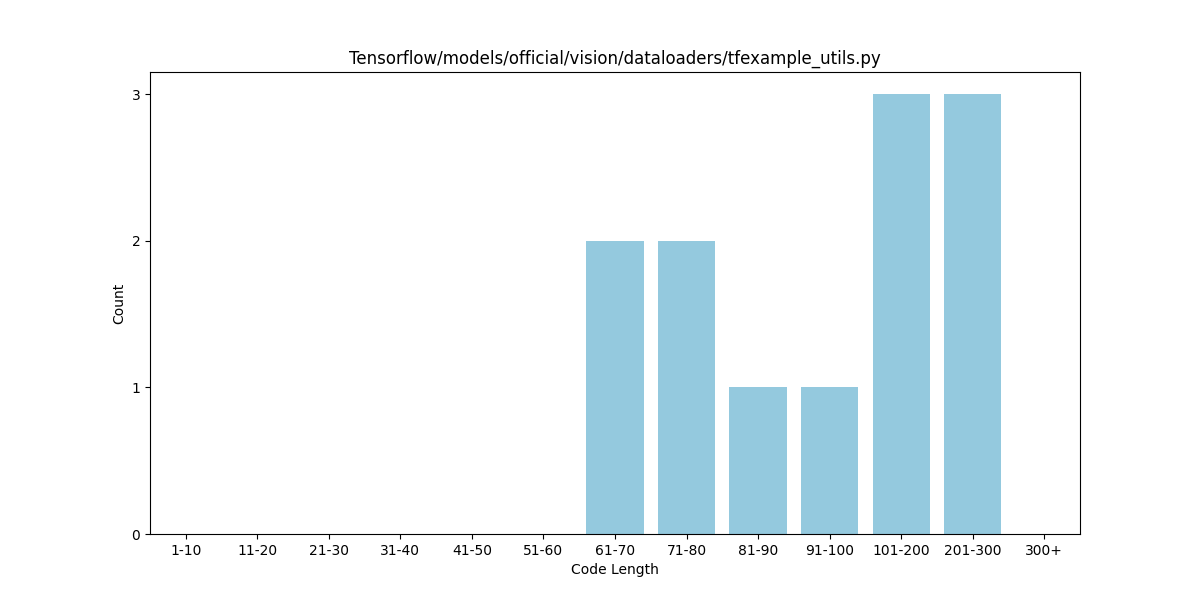 Tensorflow/models/official/vision/dataloaders/tfexample_utils.py
3
2
1
0
Count
1-10 11-20 21-30 31-40 41-50 51-60 61-70 71-80 81-90 91-100 101-200 201-300 300+
Code Length